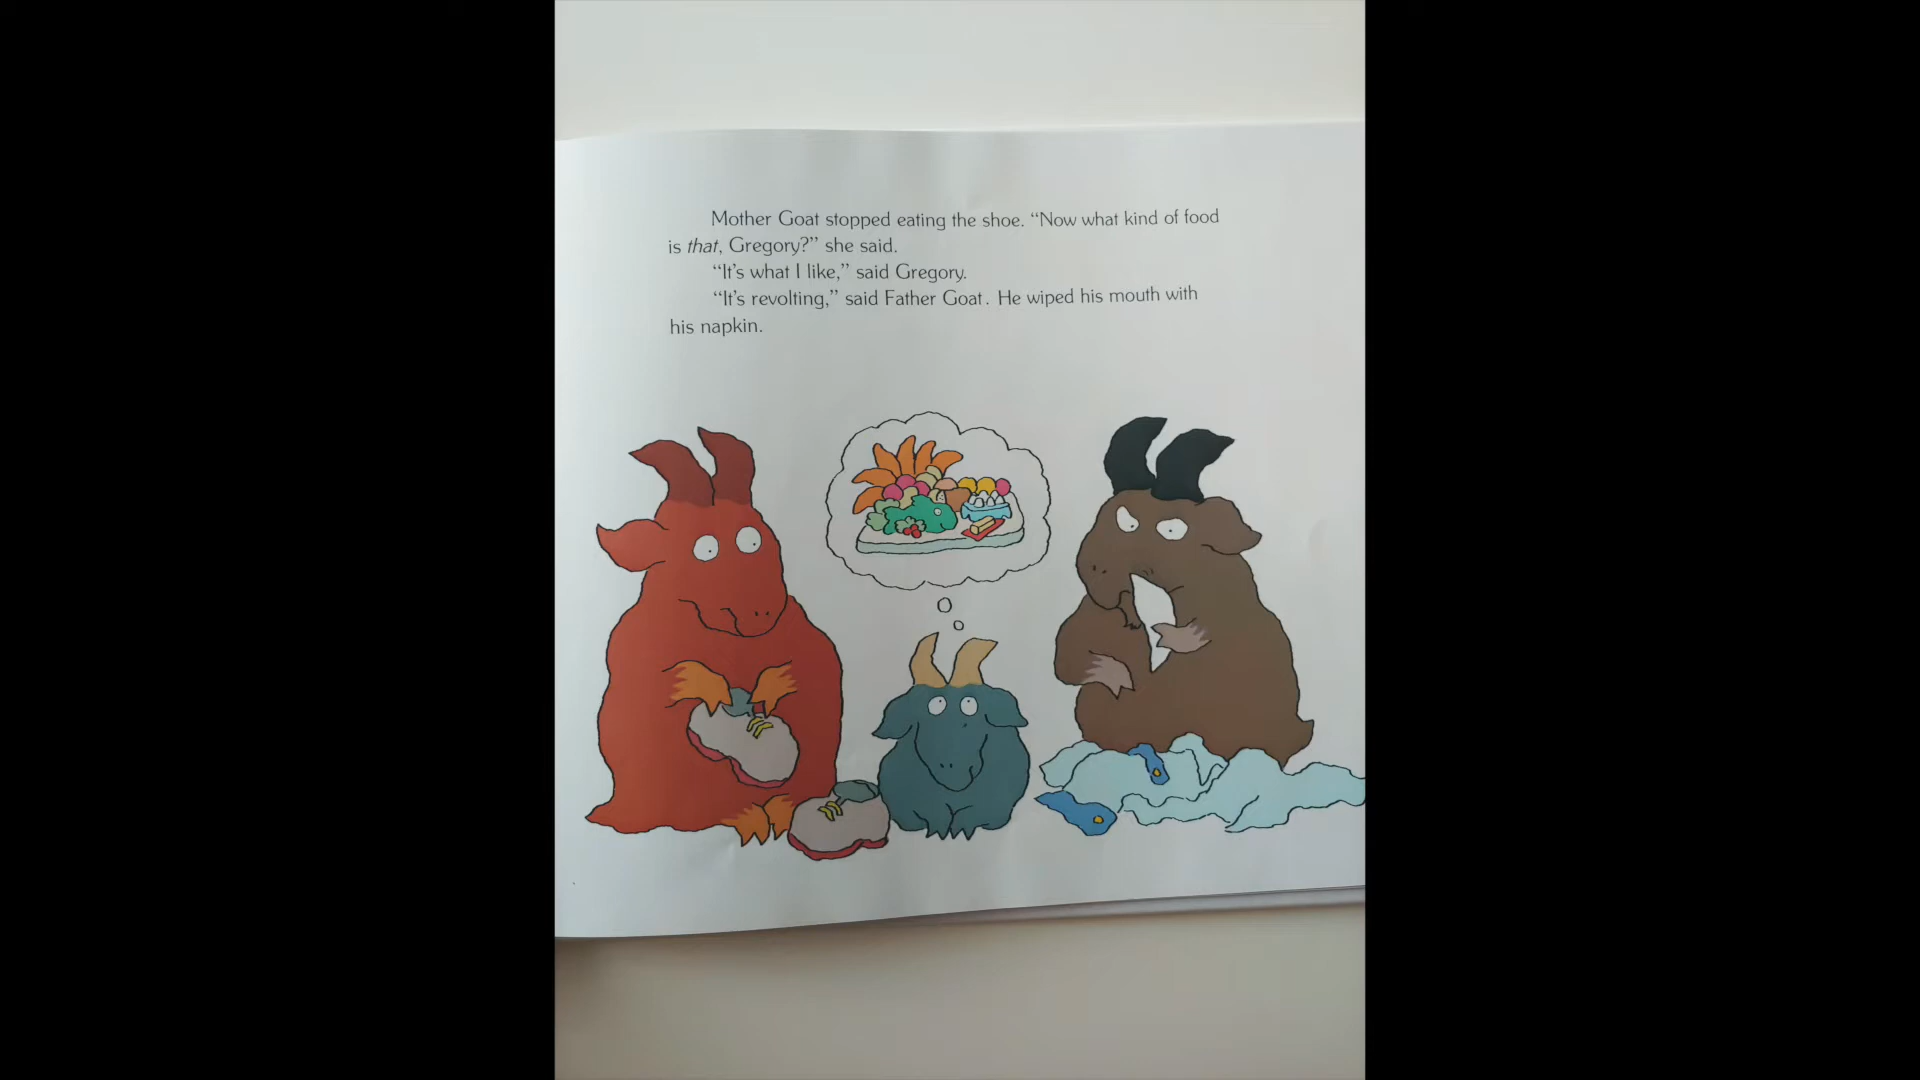 Mother Goat stopped eating the shoe. “Now what kind of food
is that, Gregory?” she said.
“It’s what I like,” said Gregory.
“It’s revolting,” said Father Goat. He wiped his mouth with
his napkin.